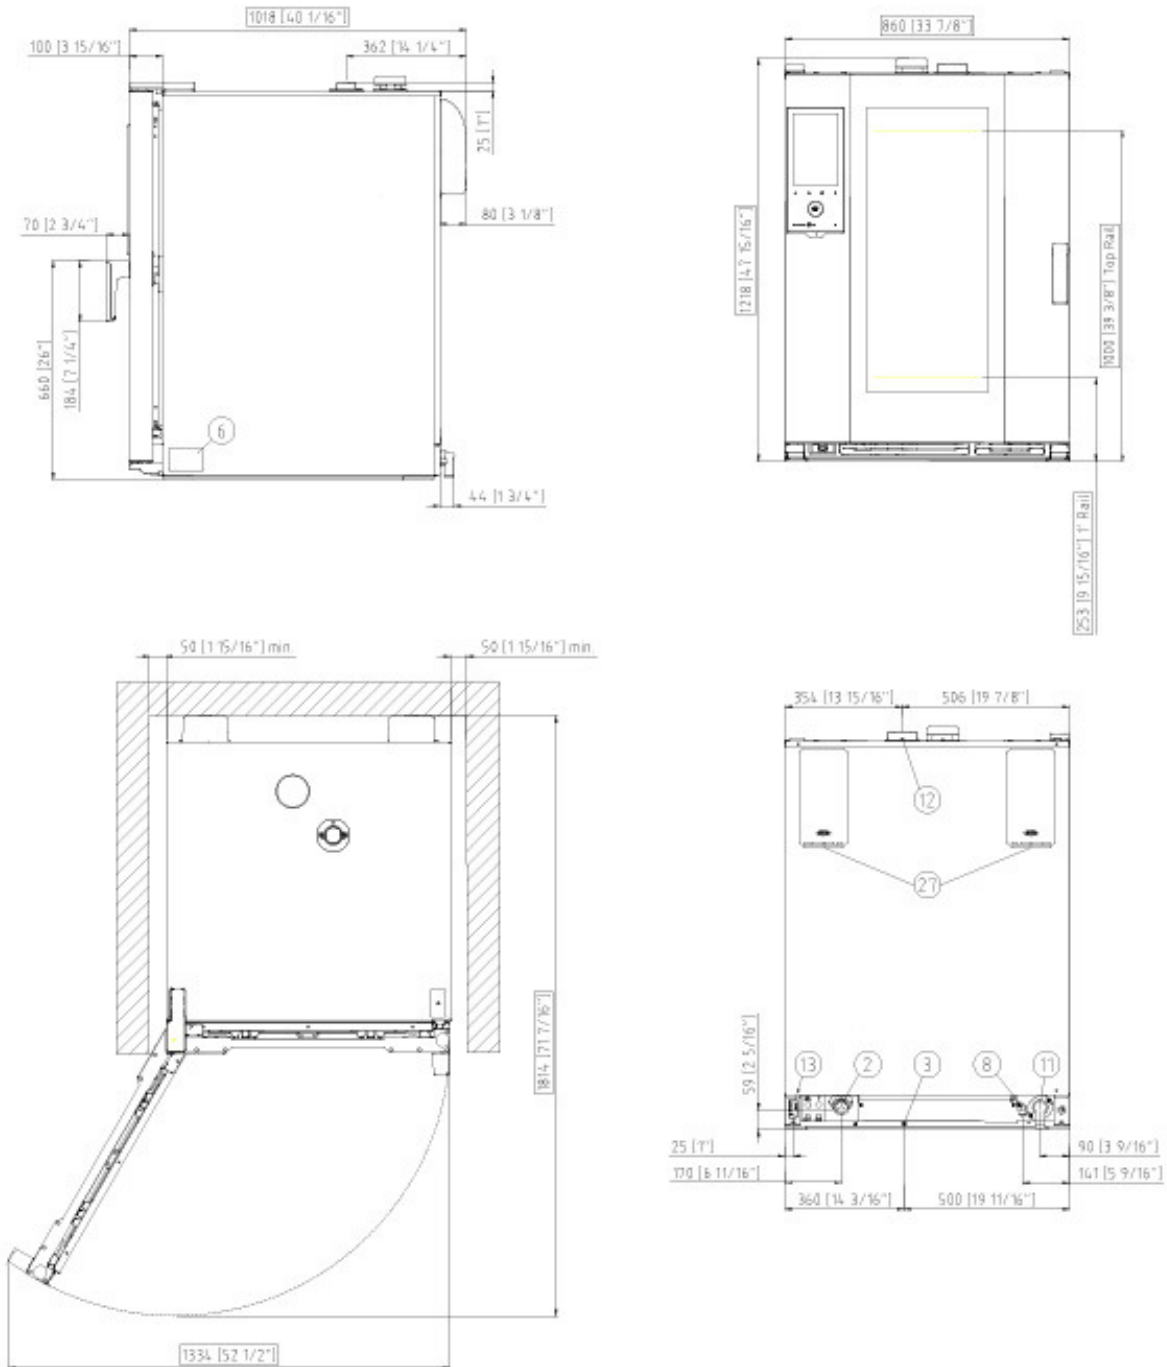 1018 [40 1/16"]
100 [3 15/16"]
362 [14 1/4"]
25 [1"]
80 [3 1/8"]
70 [2 3/4"]
660 [26"]
184 [7 1/4"]
6
44 [1 3/4"]
860 [33 7/8"]
1218 [47 15/16"]
1000 [39 3/8"] Top Rail
253 [9 15/16"] 1° Rail
50 [1 15/16"] min.
50 [1 15/16"] min.
1814 [71 7/16"]
1334 [52 1/2"]
354 [13 15/16"]
506 [19 7/8"]
12
27
59 [2 5/16"]
13
2
3
8
11
25 [1"]
90 [3 9/16"]
170 [6 11/16"]
141 [5 9/16"]
360 [14 3/16"]
500 [19 11/16"]